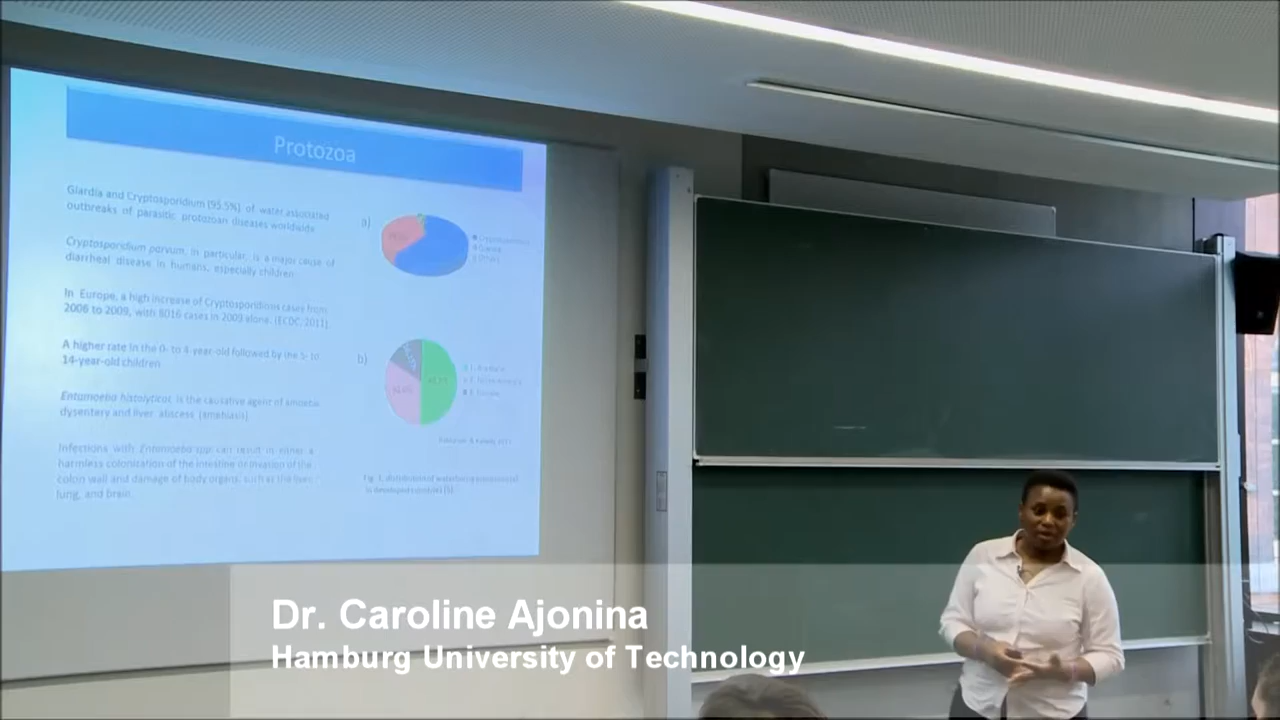 Protozoa
Giardia and Cryptosporidium (95.5%) of water associated
outbreaks of parasitic protozoan diseases worldwide
Cryptosporidium parvum, in particular, is a major cause of
diarrheal disease in humans, especially children.
In Europe, a high increase of Cryptosporidiosis cases from
2006 to 2009, with 8016 cases in 2009 alone. (ECDC, 2011)
A higher rate in the 0- to 4-year-old followed by the 5- to
14-year-old children
Entamoeba histolytica, is the causative agent of amoebic
dysentery and liver abscess (amebiasis).
Infections with Entamoeba spp can result in either a
harmless colonization of the intestine or invasion of the
colon wall and damage of body organs, such as the liver,
lung, and brain.
a)
Giardia
Others
b)
Dr. Caroline Ajonina
Hamburg University of Technology